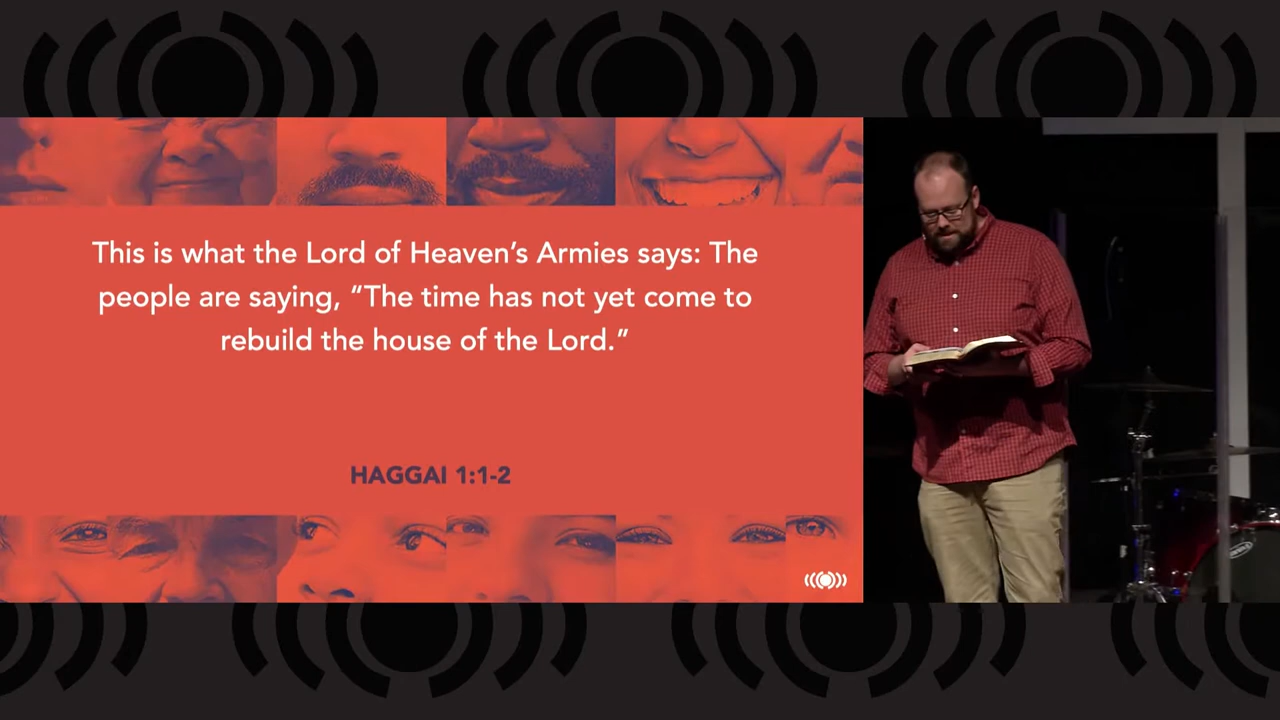 This is what the Lord of Heaven’s Armies says: The
people are saying, “The time has not yet come to
rebuild the house of the Lord.”
HAGGAI 1:1-2